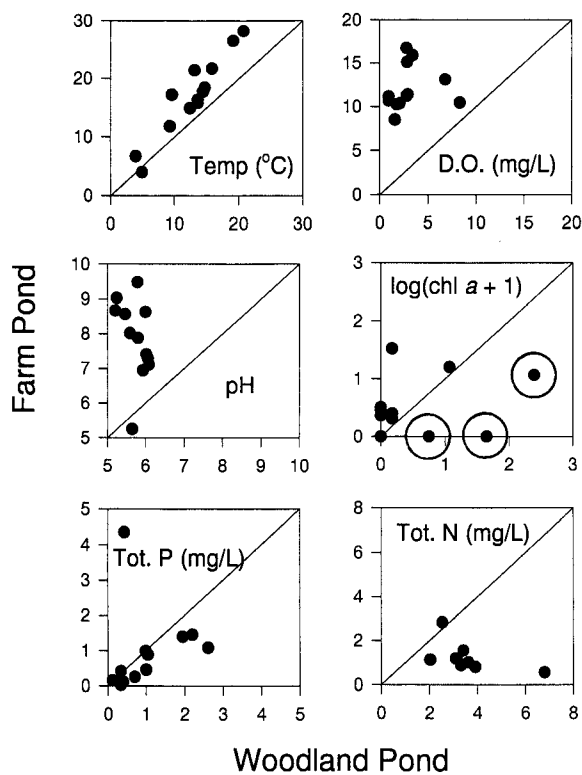 30
20
10
0
0 10 20 30
Temp (°C)
20
15
10
5
0
0 5 10 15 20
D.O. (mg/L)
10
9
8
7
6
5
5 6 7 8 9 10
pH
3
2
1
0
0 1 2 3
log(chl a + 1)
5
4
3
2
1
0
0 1 2 3 4 5
Tot. P (mg/L)
8
6
4
2
0
0 2 4 6 8
Tot. N (mg/L)
Farm Pond
Woodland Pond